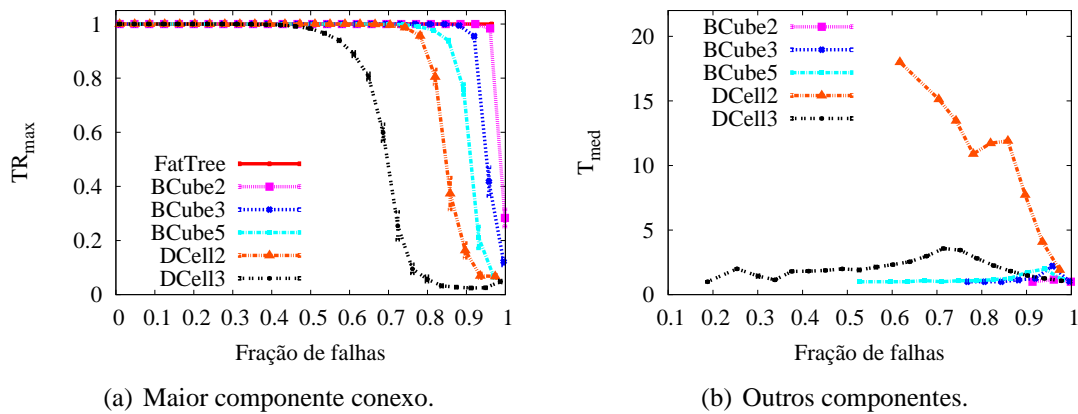 TR_max
1
0.8
0.6
0.4
0.2
0
FatTree
BCube2
BCube3
BCube5
DCell2
DCell3
0 0.1 0.2 0.3 0.4 0.5 0.6 0.7 0.8 0.9 1
Fração de falhas
(a) Maior componente conexo.
T_med
20
15
10
5
0
BCube2
BCube3
BCube5
DCell2
DCell3
0.1 0.2 0.3 0.4 0.5 0.6 0.7 0.8 0.9 1
Fração de falhas
(b) Outros componentes.